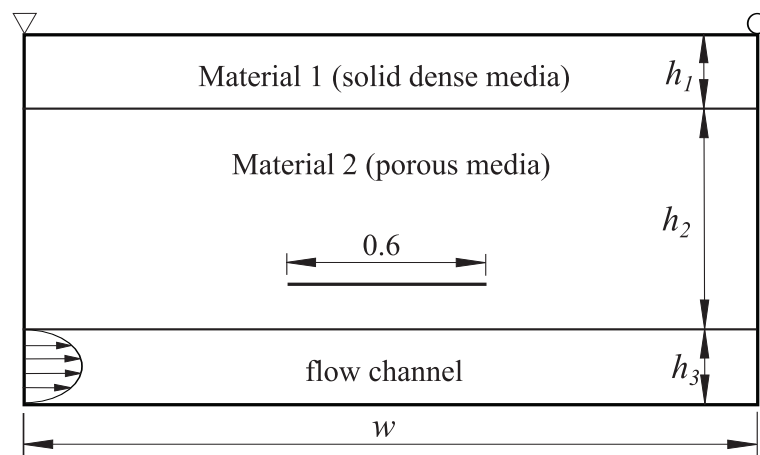 Material 1 (solid dense media)
h1
Material 2 (porous media)
h2
0.6
flow channel
h3
w